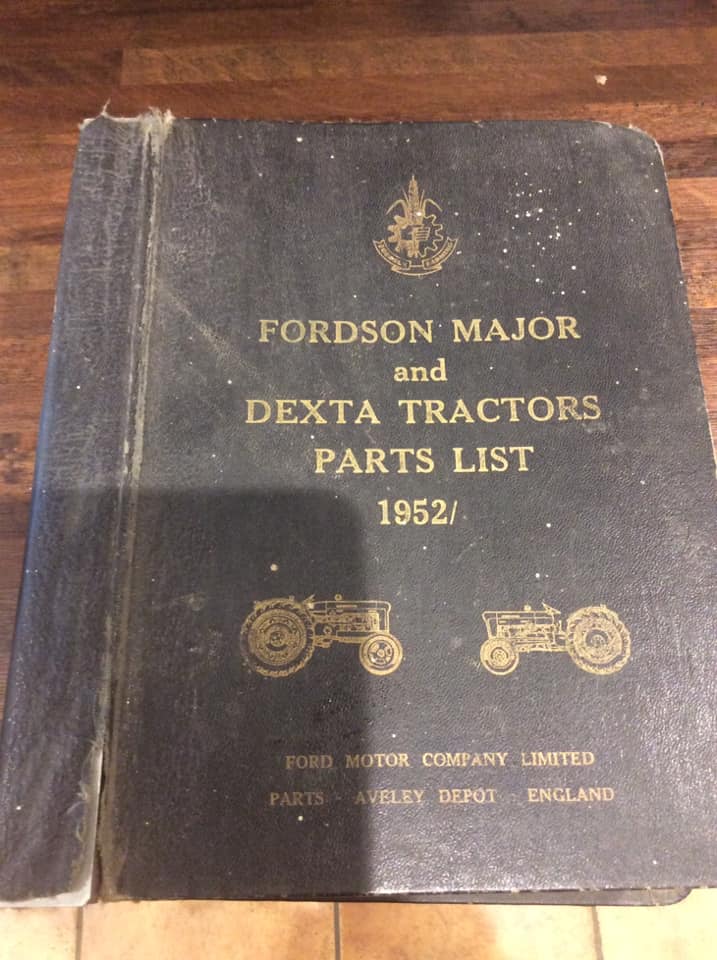 FORDSON MAJOR
and
DEXTA TRACTORS
PARTS LIST
1952/
FORD MOTOR COMPANY LIMITED
PARTS - AVELEY DEPOT - ENGLAND